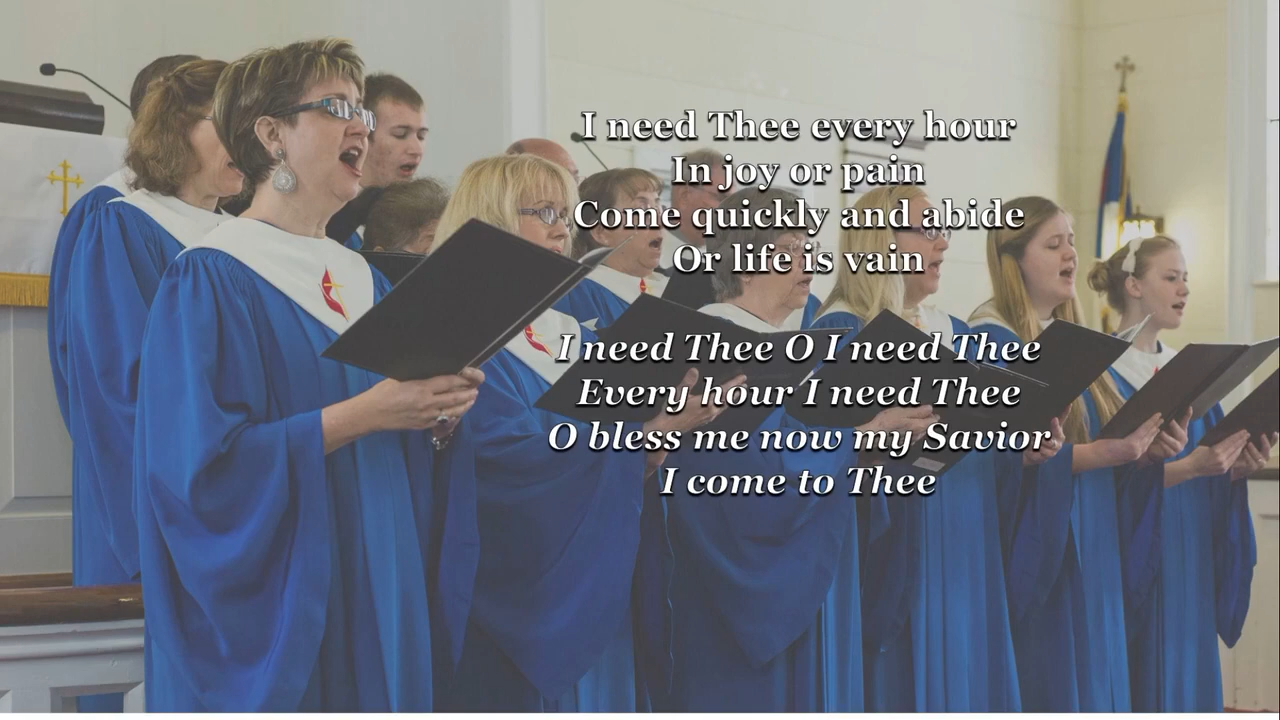 I need Thee every hour
In joy or pain
Come quickly and abide
Or life is vain
I need Thee O I need Thee
Every hour I need Thee
O bless me now my Savior
I come to Thee